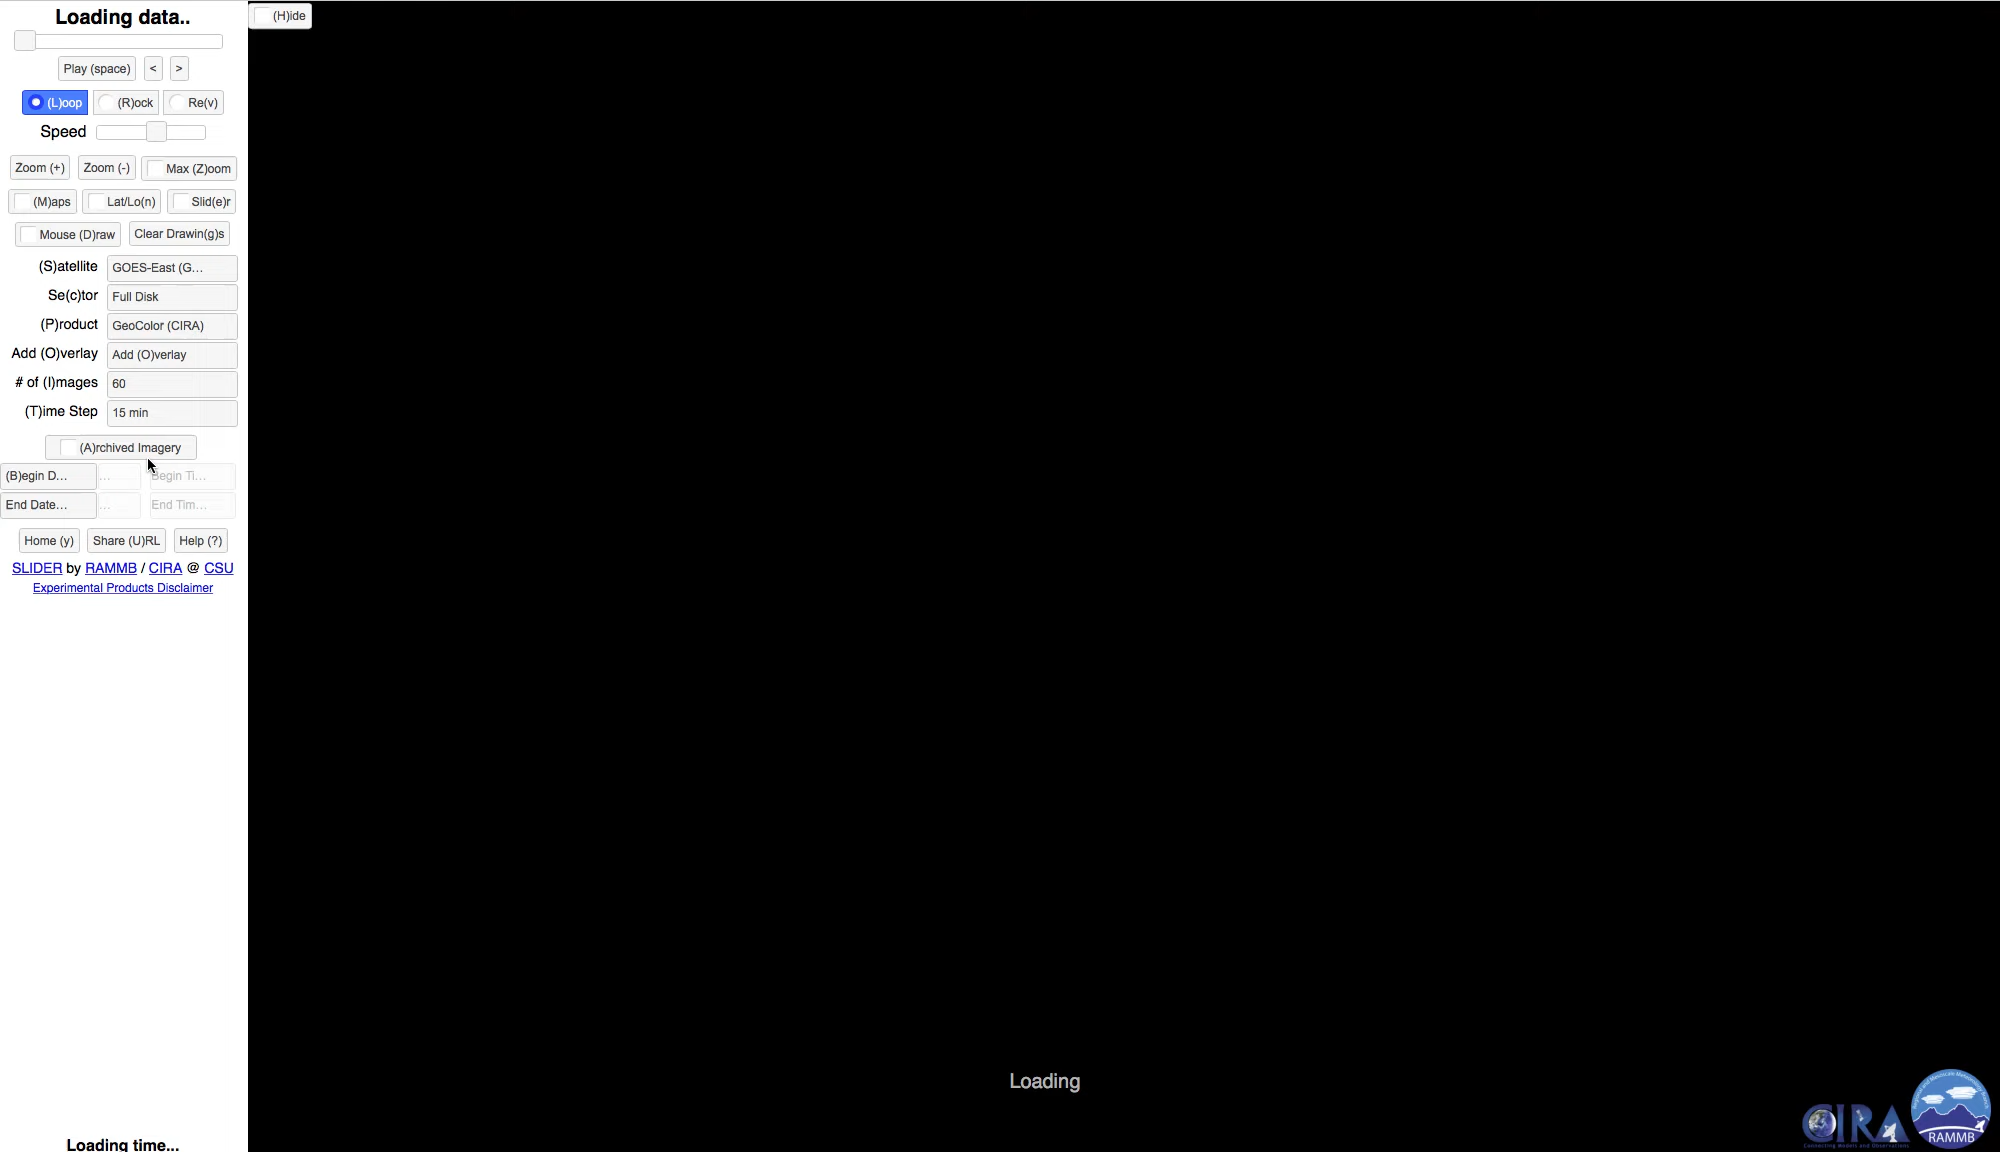 Loading data..
(H)ide
Play (space) < >
(L)oop (R)ock Re(v)
Speed
Zoom (+) Zoom (-) Max (Z)oom
(M)aps Lat/Lo(n) Slid(e)r
Mouse (D)raw Clear Drawin(g)s
(S)atellite GOES-East (G...
Se(c)tor Full Disk
(P)roduct GeoColor (CIRA)
Add (O)verlay Add (O)verlay
# of (I)mages 60
(T)ime Step 15 min
(A)rchived Imagery
(B)egin D... ... Begin Ti...
End Date... ... End Tim...
Home (y) Share (U)RL Help (?)
SLIDER by RAMMB / CIRA @ CSU
Experimental Products Disclaimer
Loading
CIRA
RAMMB
Loading time...